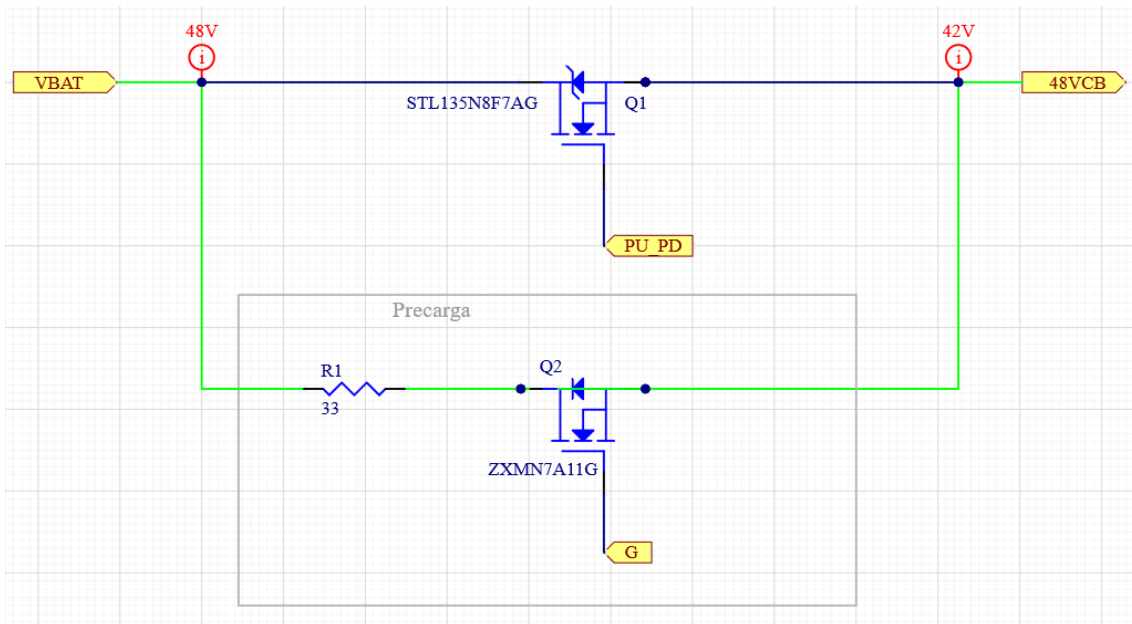 48V
42V
VBAT
48VCB
STL135N8F7AG
Q1
PU_PD
Precarga
R1
Q2
33
ZXMN7A11G
G